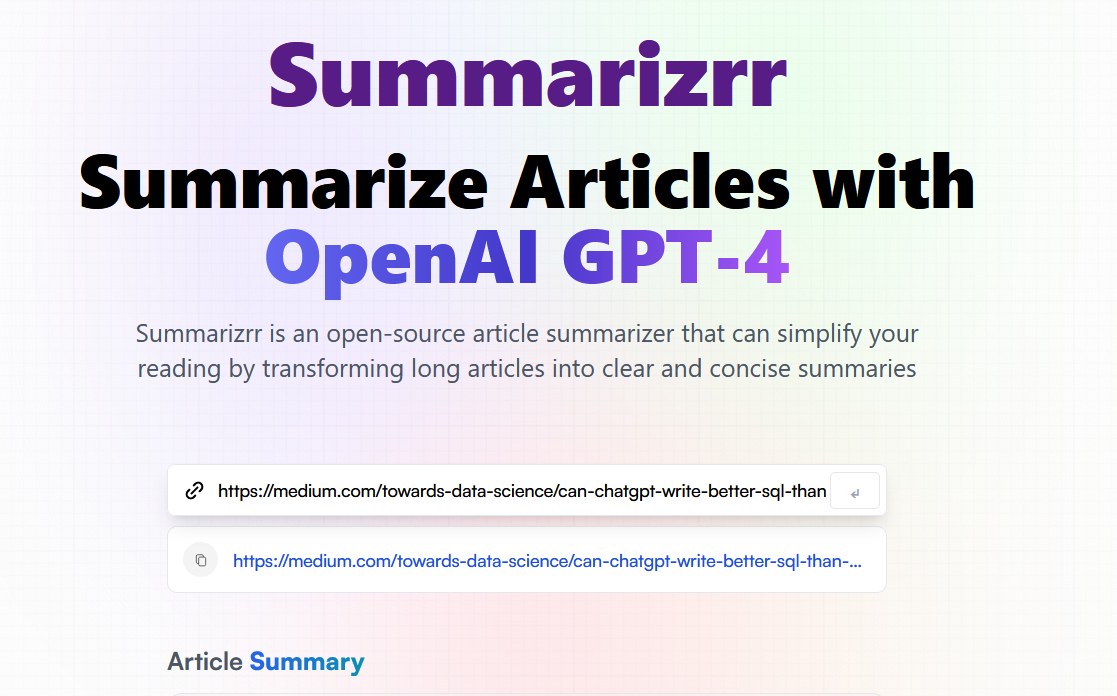 Summarizrr
Summarize Articles with
OpenAI GPT-4
Summarizrr is an open-source article summarizer that can simplify your
reading by transforming long articles into clear and concise summaries
https://medium.com/towards-data-science/can-chatgpt-write-better-sql-than
https://medium.com/towards-data-science/can-chatgpt-write-better-sql-than-...
Article Summary